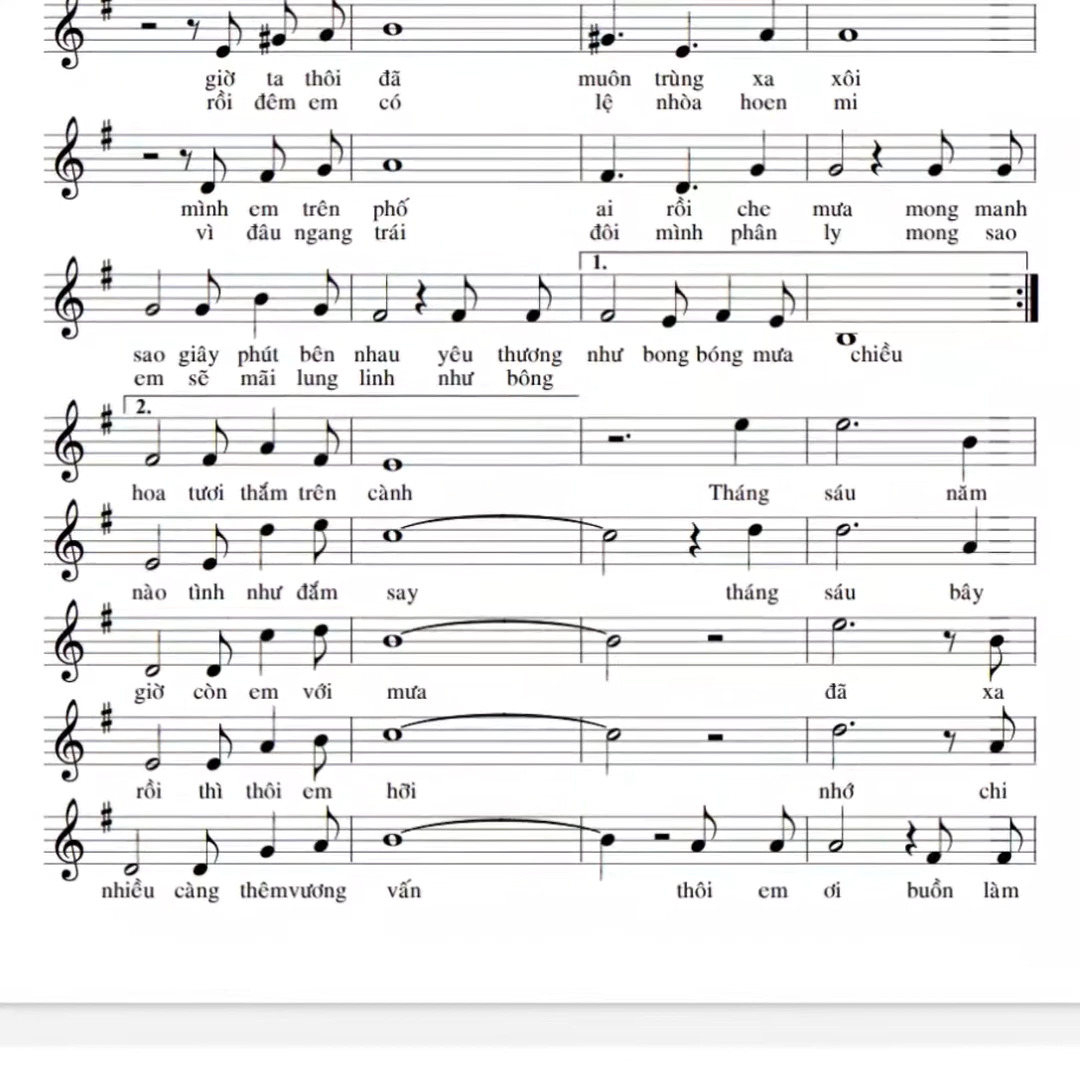 giờ ta thôi đã muôn trùng xa xôi
rồi đêm em có lệ nhòa hoen mi
mình em trên phố ai rồi che mưa mong manh
vì đâu ngang trái đôi mình phân ly mong sao
1.
sao giây phút bên nhau yêu thương như bong bóng mưa chiều
em sẽ mãi lung linh như bông
2.
hoa tươi thắm trên cành Tháng sáu năm
nào tình như đắm say tháng sáu bây
giờ còn em với mưa đã xa
rồi thì thôi em hỡi nhớ chi
nhiều càng thêmvương vấn thôi em ơi buồn làm